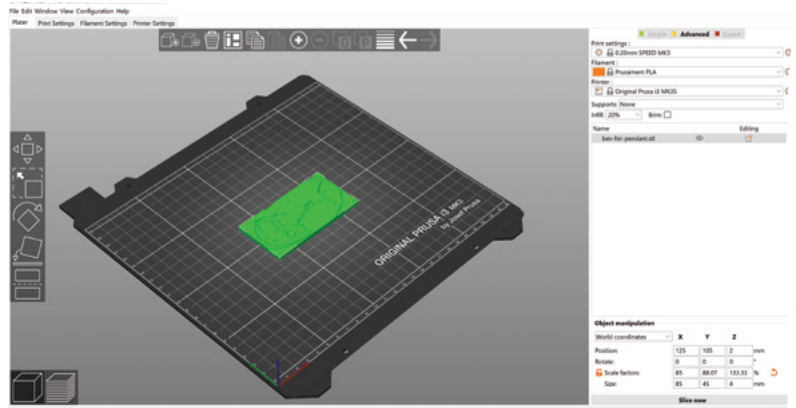 File Edit Window View Configuration Help
Plater Print Settings Filament Settings Printer Settings
Simple Advanced Expert
Print settings :
0.20mm SPEED MK3
Filament :
Prusament PLA
Printer :
Original Prusa i3 MK3S
Supports: None
Infill: 20% Brim:
Name Editing
bav-for-pendant.stl
ORIGINAL PRUSA i3 MK3
by Josef Prusa
Object manipulation
World coordinates X Y Z
Position: 125 105 2 mm
Rotate: 0 0 0 °
Scale factors: 85 88.07 133.33 %
Size: 85 45 4 mm
Slice now